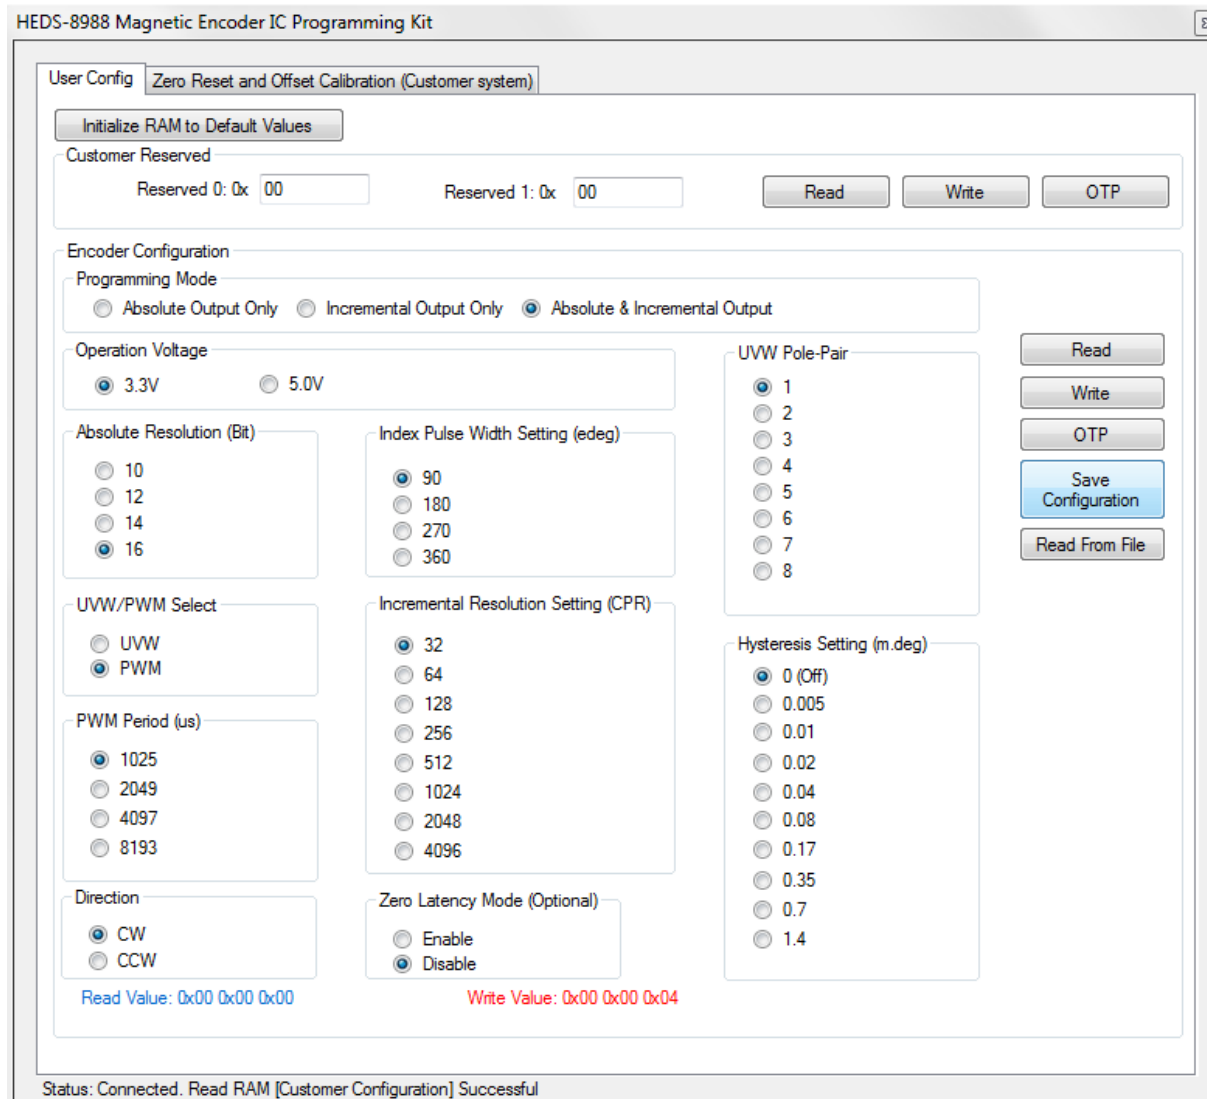 HEDS-8988 Magnetic Encoder IC Programming Kit
User Config
Zero Reset and Offset Calibration (Customer system)
Initialize RAM to Default Values
Customer Reserved
Reserved 0: 0x 00
Reserved 1: 0x 00
Read
Write
OTP
Encoder Configuration
Programming Mode
Absolute Output Only
Incremental Output Only
Absolute & Incremental Output
Operation Voltage
3.3V
5.0V
Absolute Resolution (Bit)
10
12
14
16
Index Pulse Width Setting (edeg)
90
180
270
360
UVW Pole-Pair
1
2
3
4
5
6
7
8
Read
Write
OTP
Save
Configuration
Read From File
UVW/PWM Select
UVW
PWM
PWM Period (us)
1025
2049
4097
8193
Direction
CW
CCW
Incremental Resolution Setting (CPR)
32
64
128
256
512
1024
2048
4096
Zero Latency Mode (Optional)
Enable
Disable
Hysteresis Setting (m.deg)
0 (Off)
0.005
0.01
0.02
0.04
0.08
0.17
0.35
0.7
1.4
Read Value: 0x00 0x00 0x00
Write Value: 0x00 0x00 0x04
Status: Connected. Read RAM [Customer Configuration] Successful